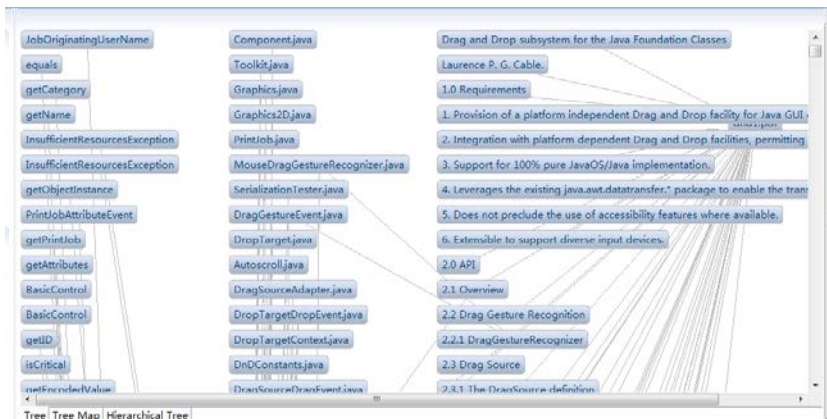 JobOriginatingUserName
equals
getCategory
getName
InsufficientResourcesException
InsufficientResourcesException
getObjectInstance
PrintJobAttributeEvent
getPrintJob
getAttributes
BasicControl
BasicControl
getID
isCritical
getEncodedValue
Component.java
Toolkit.java
Graphics.java
Graphics2D.java
PrintJob.java
MouseDragGestureRecognizer.java
SerializationTester.java
DragGestureEvent.java
DropTarget.java
Autoscroll.java
DragSourceAdapter.java
DropTargetDropEvent.java
DropTargetContext.java
DnDConstants.java
DragSourceDragEvent.java
Drag and Drop subsystem for the Java Foundation Classes
Laurence P. G. Cable.
1.0 Requirements
1. Provision of a platform independent Drag and Drop facility for Java GUI
dnd1.pdf
2. Integration with platform dependent Drag and Drop facilities, permitting
3. Support for 100% pure JavaOS/Java implementation.
4. Leverages the existing java.awt.datatransfer.* package to enable the tran
5. Does not preclude the use of accessibility features where available.
6. Extensible to support diverse input devices.
2.0 API
2.1 Overview
2.2 Drag Gesture Recognition
2.2.1 DragGestureRecognizer
2.3 Drag Source
2.3.1 The DragSource definition
Tree Tree Map Hierarchical Tree